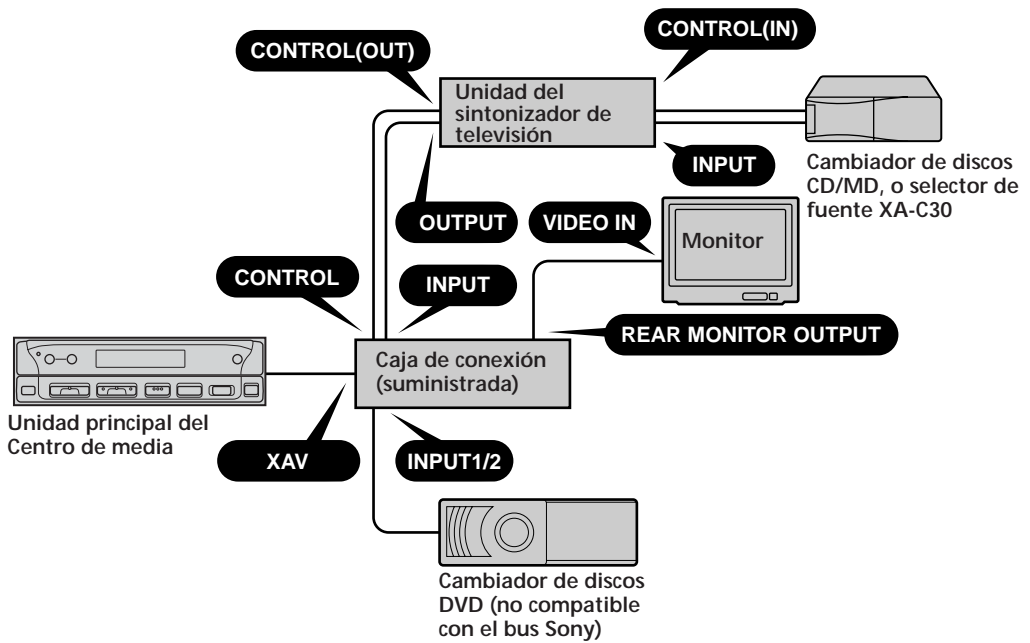 CONTROL(IN)
CONTROL(OUT)
Unidad del
sintonizador de
televisión
INPUT
Cambiador de discos
CD/MD, o selector de
fuente XA-C30
OUTPUT
VIDEO IN
Monitor
CONTROL
INPUT
REAR MONITOR OUTPUT
Caja de conexión
(suministrada)
Unidad principal del
Centro de media
XAV
INPUT1/2
Cambiador de discos
DVD (no compatible
con el bus Sony)